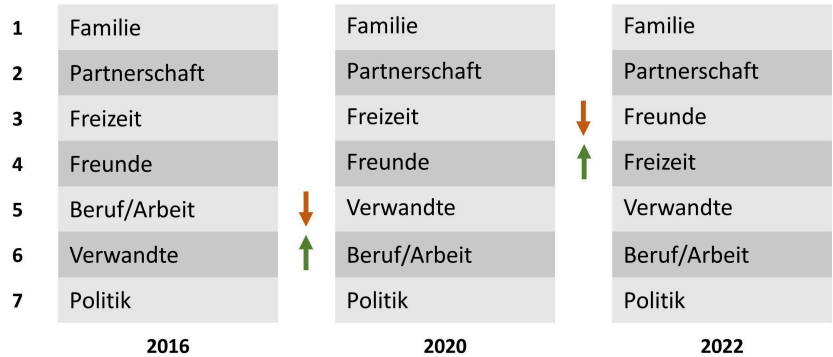 1 Familie Familie Familie
2 Partnerschaft Partnerschaft Partnerschaft
3 Freizeit Freizeit Freunde
4 Freunde Freunde Freizeit
5 Beruf/Arbeit Verwandte Verwandte
6 Verwandte Beruf/Arbeit Beruf/Arbeit
7 Politik Politik Politik
2016 2020 2022